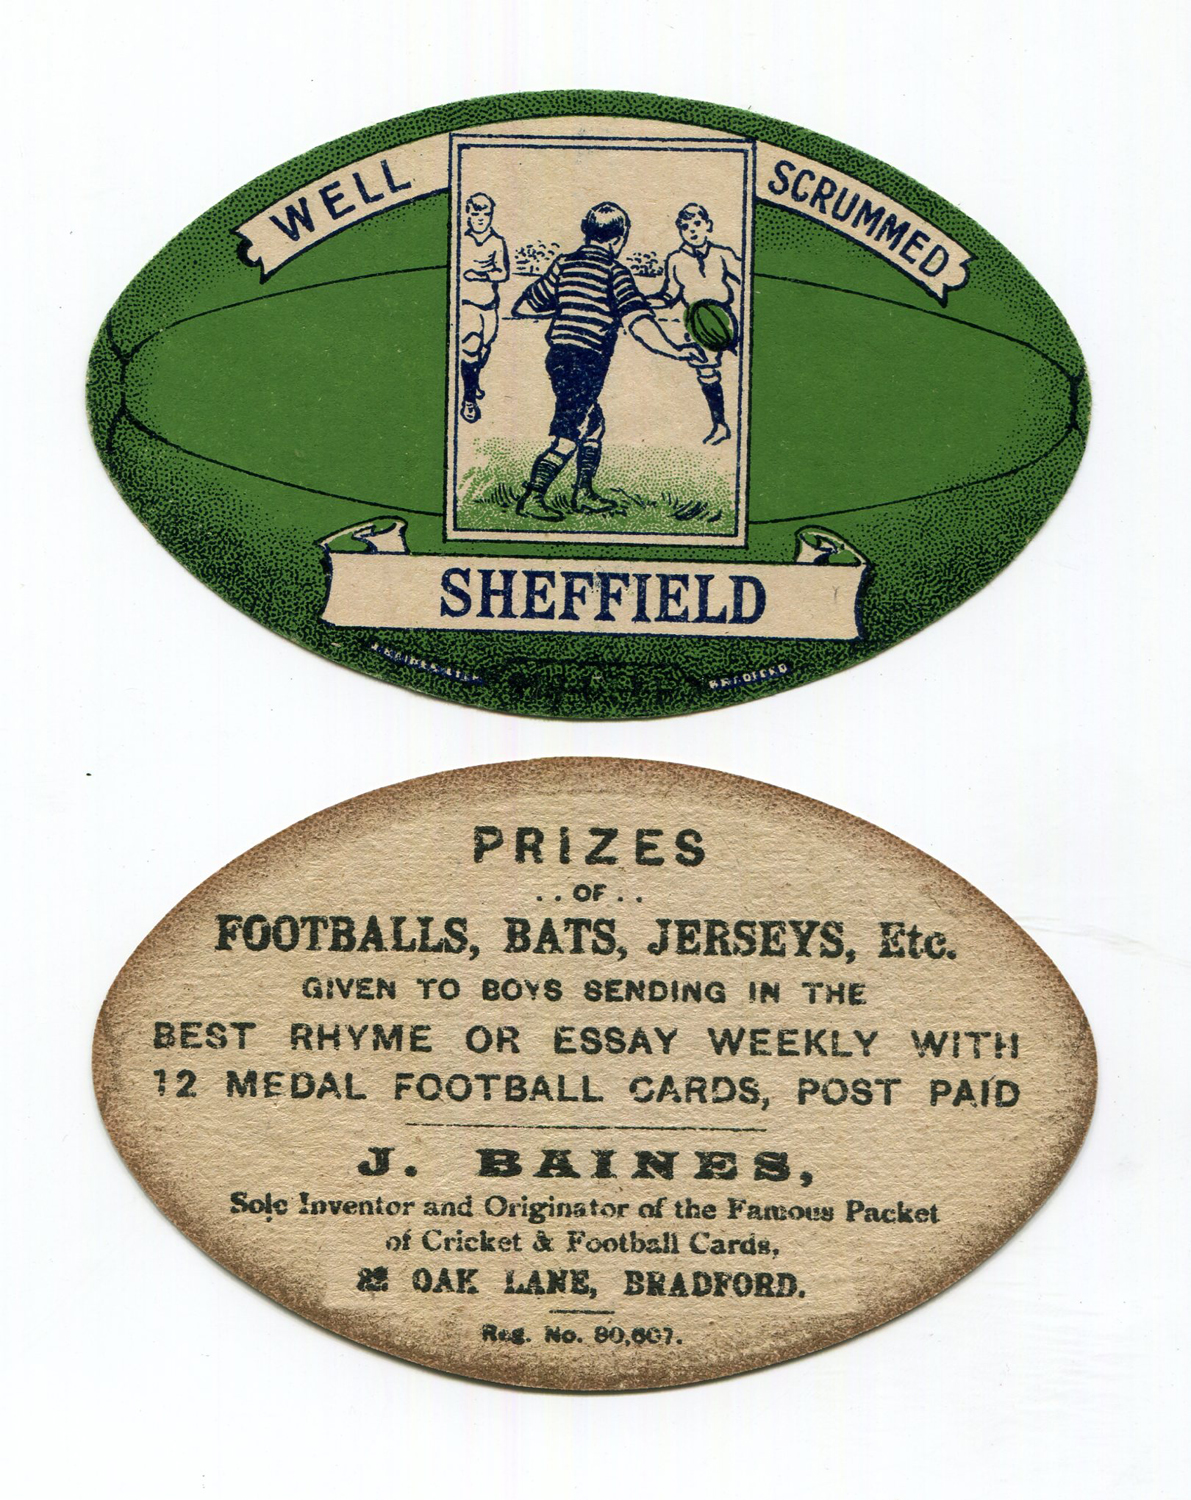 WELL SCRUMMED
SHEFFIELD
BRADFORD
PRIZES
. . OF . .
FOOTBALLS, BATS, JERSEYS, Etc.
GIVEN TO BOYS SENDING IN THE
BEST RHYME OR ESSAY WEEKLY WITH
12 MEDAL FOOTBALL CARDS, POST PAID
J. BAINES,
Sole Inventor and Originator of the Famous Packet
of Cricket & Football Cards,
OAK LANE, BRADFORD.
Reg. No. 80,607.